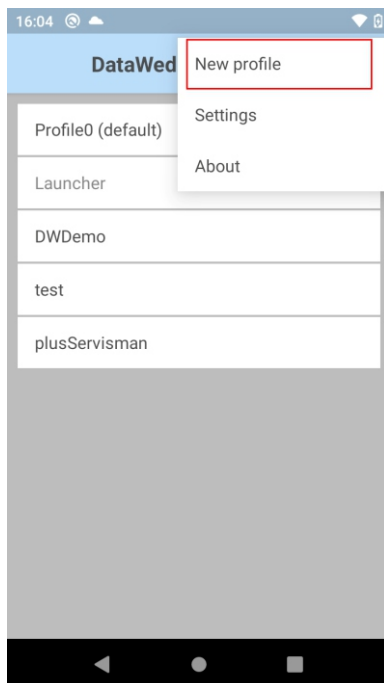 16:04
DataWed
New profile
Settings
About
Profile0 (default)
Launcher
DWDemo
test
plusServisman